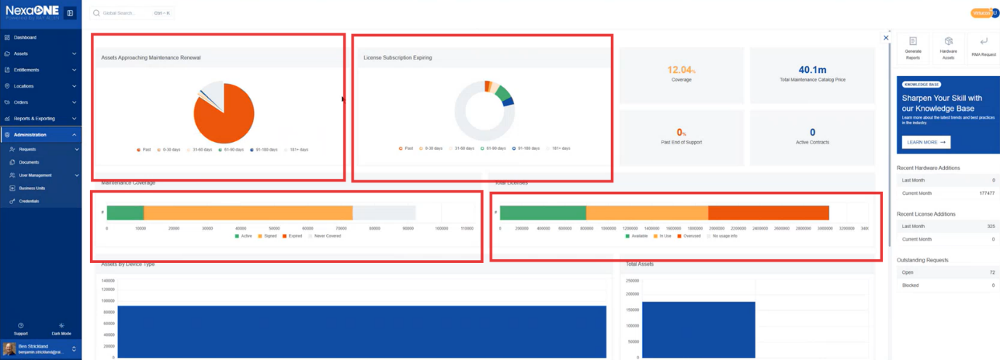 NexaONE
Powered by RAY ALLEN
Global Search...
Ctrl - K
Dashboard
Assets
Entitlements
Locations
Orders
Reports & Exporting
Administration
Requests
Documents
User Management
Business Units
Credentials
Support
Dark Mode
Ben Strickland
benjamin.strickland@rai...
Assets Approaching Maintenance Renewal
Past 0-30 days 31-60 days 61-90 days 91-180 days 181+ days
License Subscription Expiring
Past 0-30 days 31-60 days 61-90 days 91-180 days 181+ days
12.04%
Coverage
40.1m
Total Maintenance Catalog Price
0%
Past End of Support
0
Active Contracts
Maintenance Coverage
#
0 10000 20000 30000 40000 50000 60000 70000 80000 90000 100000 110000
Active Signed Expired Never Covered
Total Licenses
#
0 200000 400000 600000 800000 1000000 1200000 1400000 1600000 1800000 2000000 2200000 2400000 2600000 2800000 3000000 3200000 340
Available In Use Overused No usage info
Assets By Device Type
140000
120000
100000
80000
60000
40000
20000
0
Total Assets
250000
200000
150000
100000
50000
0
U
Generate Reports
Hardware Assets
RMA Request
KNOWLEDGE BASE
Sharpen Your Skill with
our Knowledge Base
Learn more about the latest trends and best practices
in the industry.
LEARN MORE →
Recent Hardware Additions
Last Month 0
Current Month 177477
Recent License Additions
Last Month 325
Current Month 0
Outstanding Requests
Open 72
Blocked 0